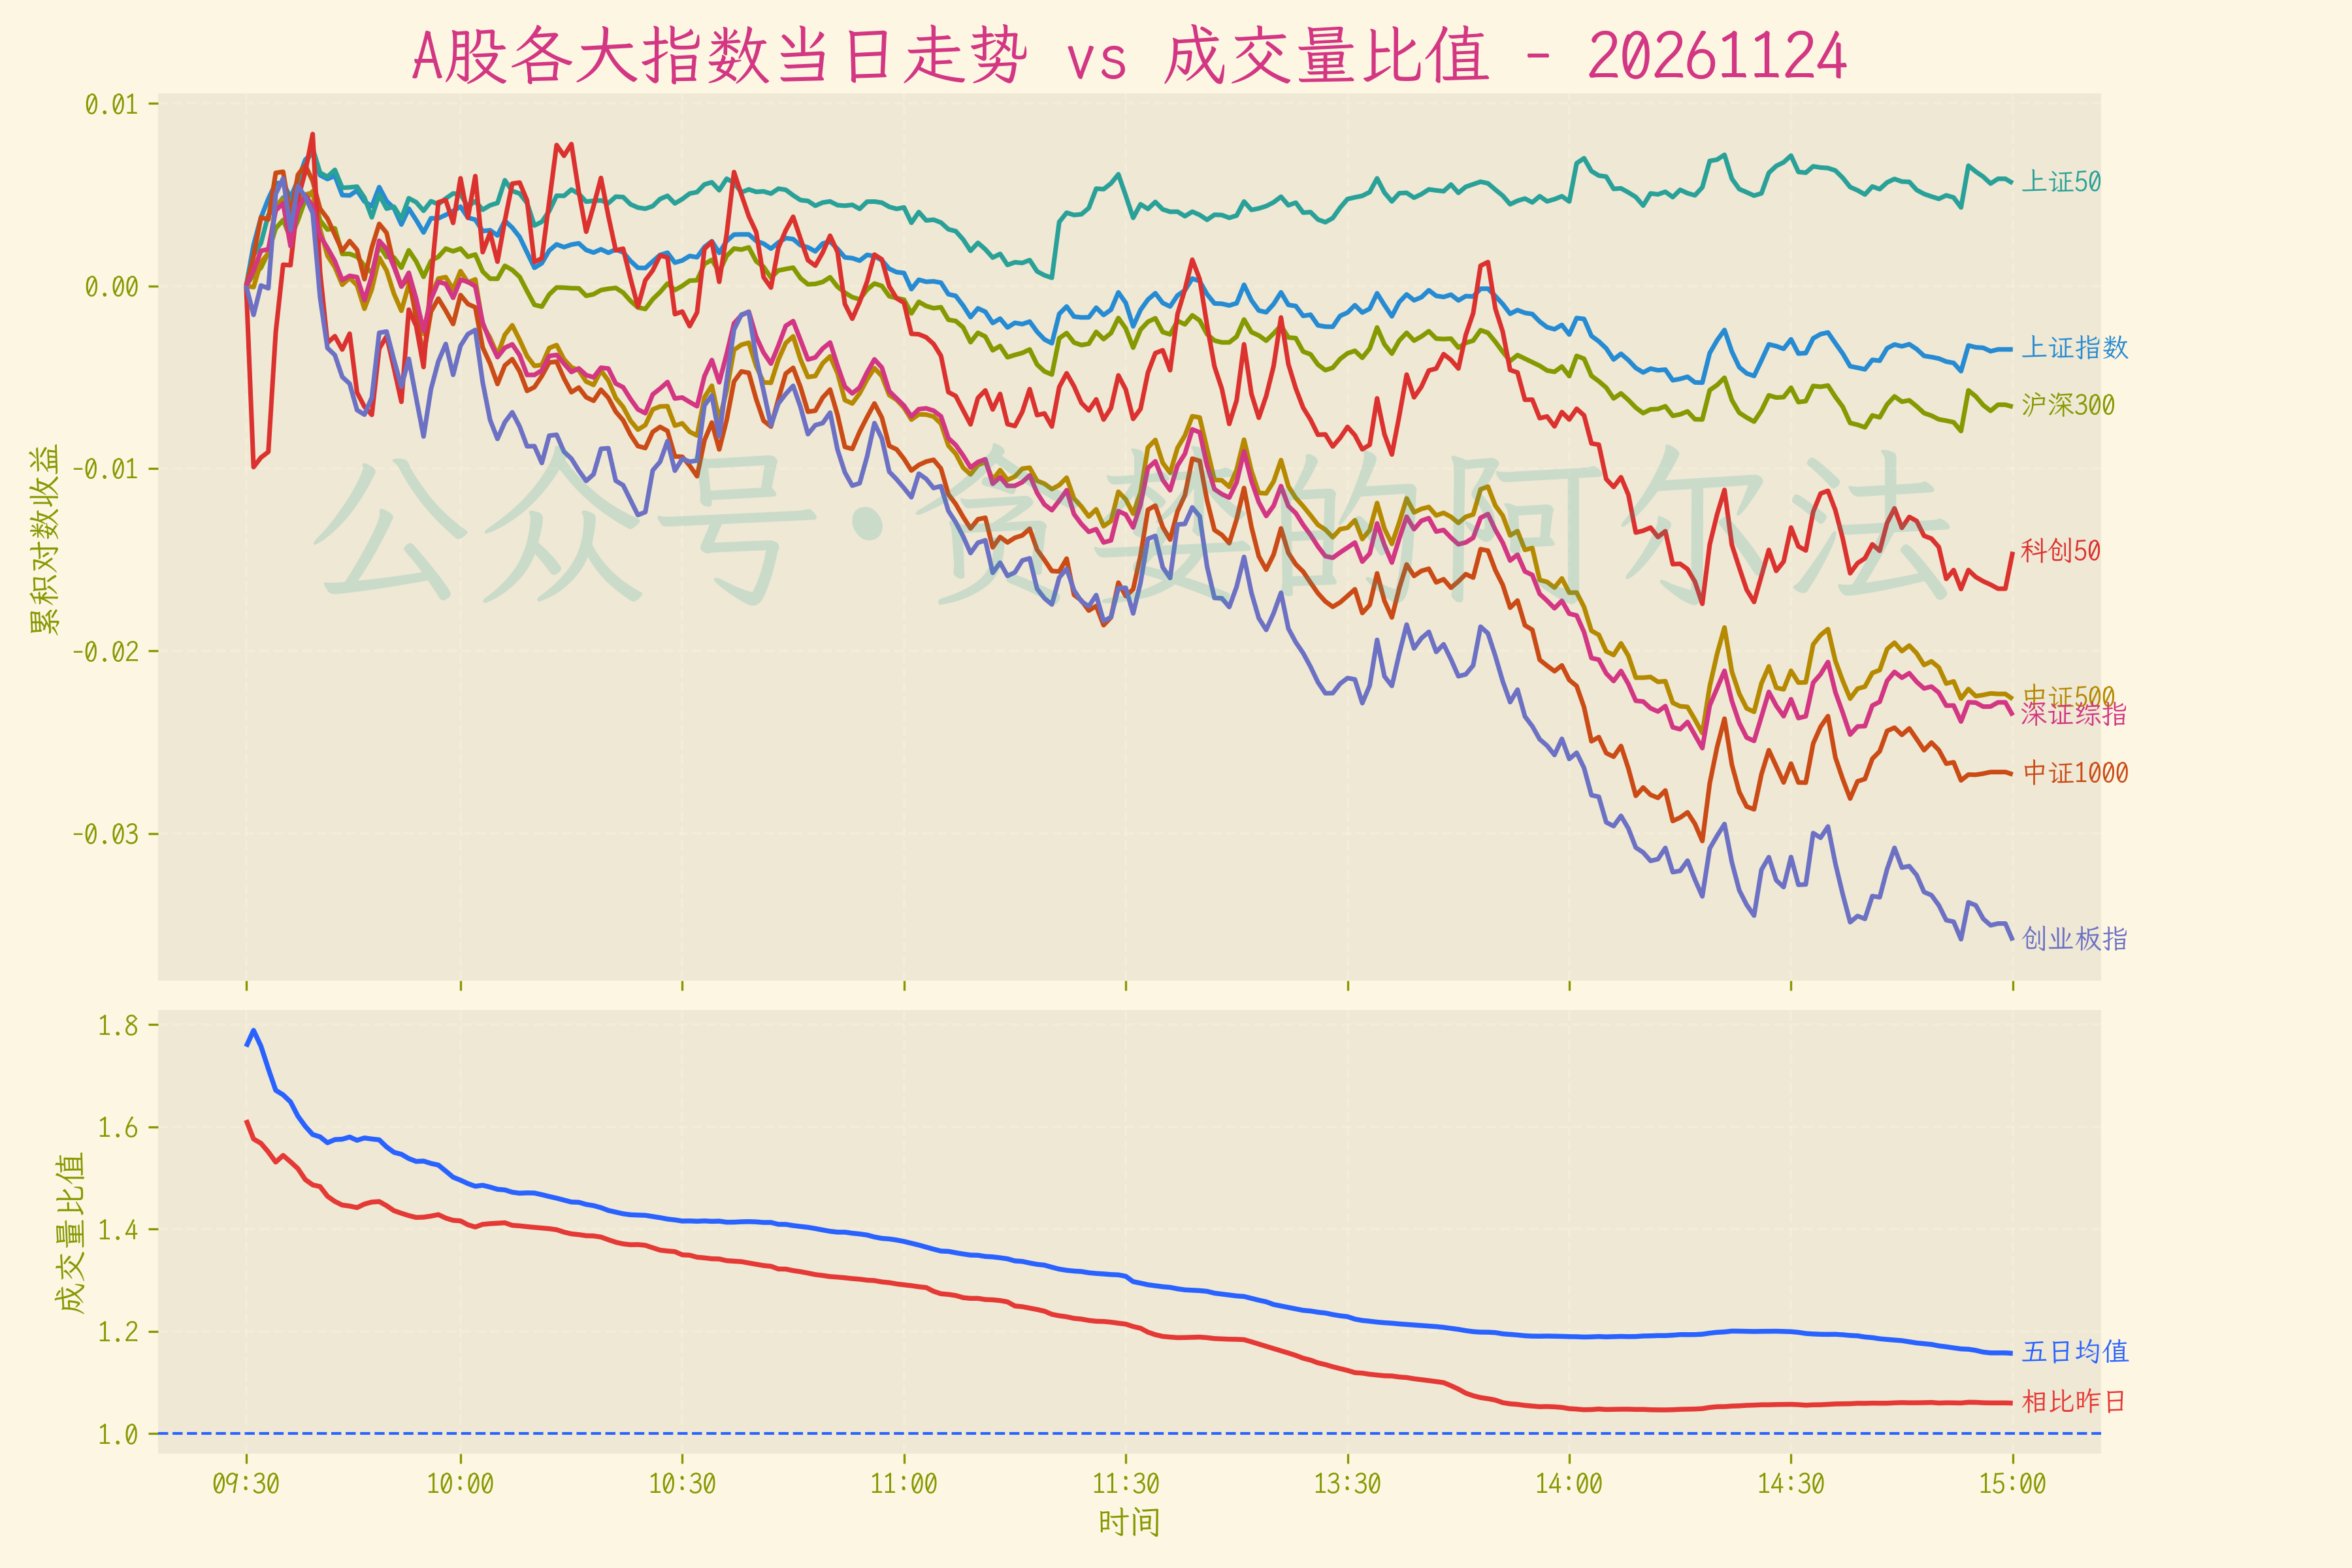 A股各大指数当日走势 vs 成交量比值 - 20261124
累积对数收益
0.01
0.00
-0.01
-0.02
-0.03
上证50
上证指数
沪深300
科创50
中证500
深证综指
中证1000
创业板指
公众号·贪婪的阿尔法
成交量比值
1.8
1.6
1.4
1.2
1.0
五日均值
相比昨日
09:30 10:00 10:30 11:00 11:30 13:30 14:00 14:30 15:00
时间